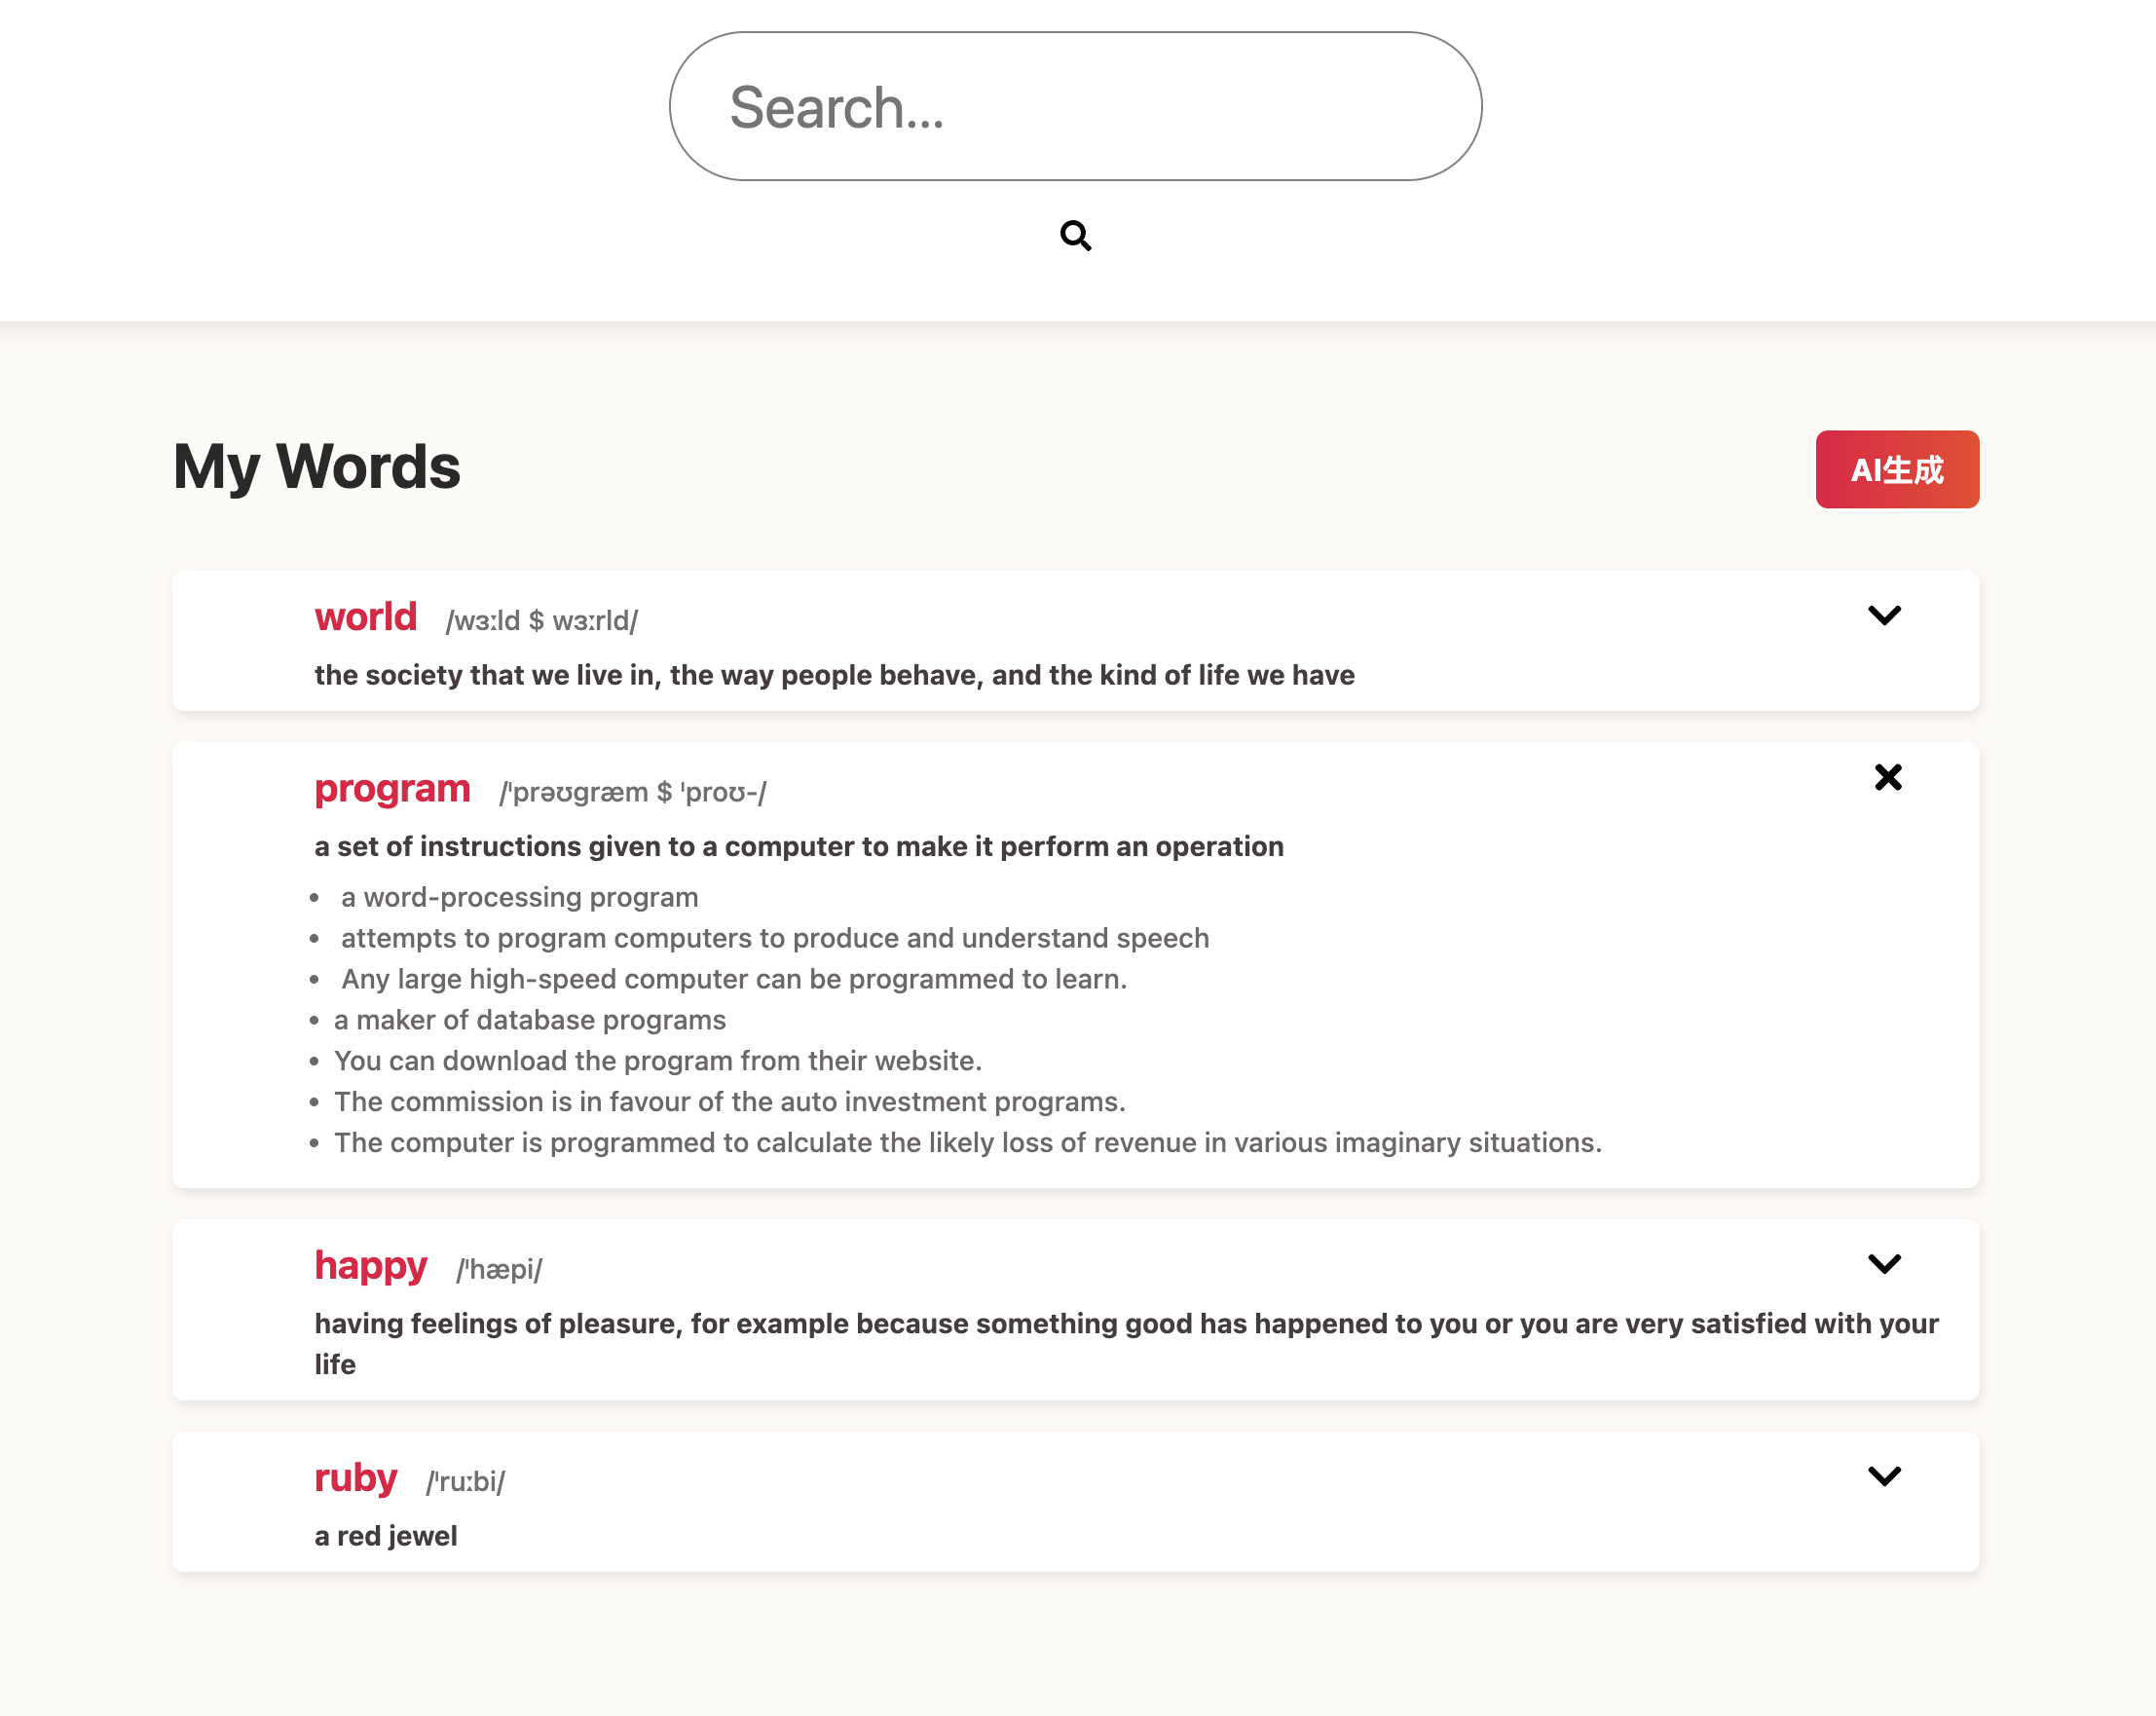 Search...
My Words
AI生成
world /wɜːld $ wɜːrld/
the society that we live in, the way people behave, and the kind of life we have
program /ˈprəʊɡræm $ ˈproʊ-/
a set of instructions given to a computer to make it perform an operation
• a word-processing program
• attempts to program computers to produce and understand speech
• Any large high-speed computer can be programmed to learn.
• a maker of database programs
• You can download the program from their website.
• The commission is in favour of the auto investment programs.
• The computer is programmed to calculate the likely loss of revenue in various imaginary situations.
happy /ˈhæpi/
having feelings of pleasure, for example because something good has happened to you or you are very satisfied with your
life
ruby /ˈruːbi/
a red jewel